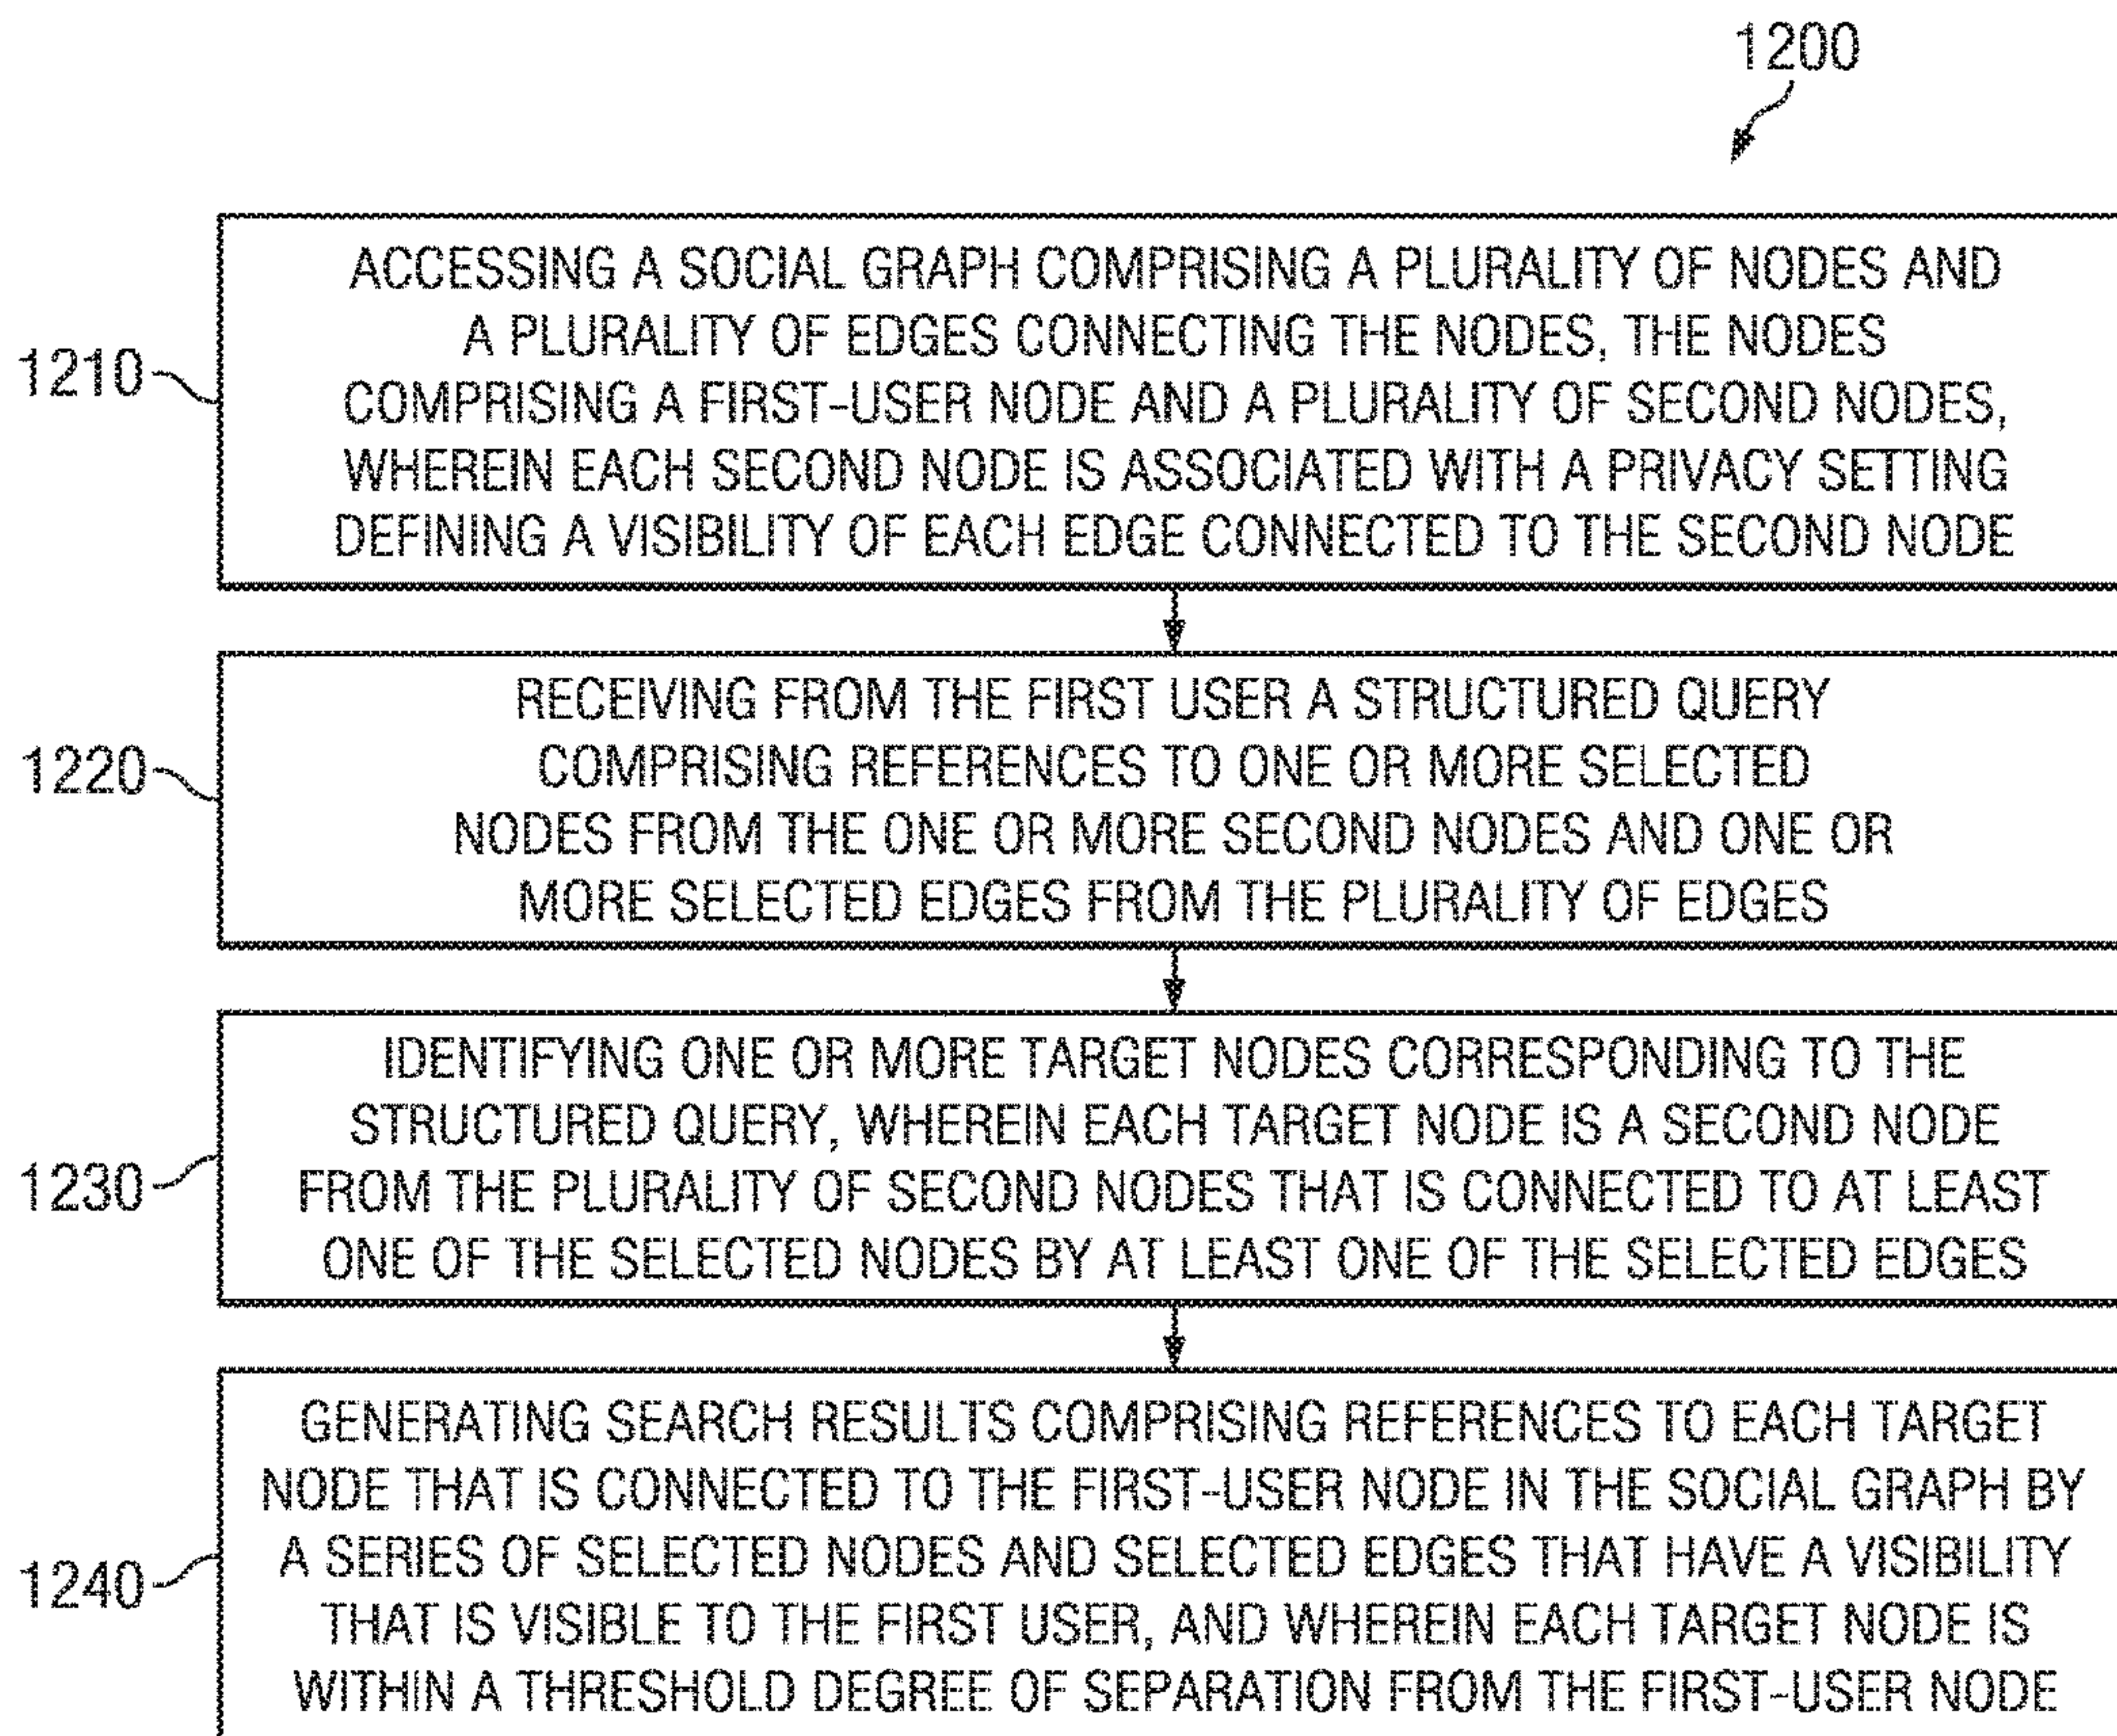 1200
1210
ACCESSING A SOCIAL GRAPH COMPRISING A PLURALITY OF NODES AND
A PLURALITY OF EDGES CONNECTING THE NODES, THE NODES
COMPRISING A FIRST-USER NODE AND A PLURALITY OF SECOND NODES,
WHEREIN EACH SECOND NODE IS ASSOCIATED WITH A PRIVACY SETTING
DEFINING A VISIBILITY OF EACH EDGE CONNECTED TO THE SECOND NODE
1220
RECEIVING FROM THE FIRST USER A STRUCTURED QUERY
COMPRISING REFERENCES TO ONE OR MORE SELECTED
NODES FROM THE ONE OR MORE SECOND NODES AND ONE OR
MORE SELECTED EDGES FROM THE PLURALITY OF EDGES
1230
IDENTIFYING ONE OR MORE TARGET NODES CORRESPONDING TO THE
STRUCTURED QUERY, WHEREIN EACH TARGET NODE IS A SECOND NODE
FROM THE PLURALITY OF SECOND NODES THAT IS CONNECTED TO AT LEAST
ONE OF THE SELECTED NODES BY AT LEAST ONE OF THE SELECTED EDGES
1240
GENERATING SEARCH RESULTS COMPRISING REFERENCES TO EACH TARGET
NODE THAT IS CONNECTED TO THE FIRST-USER NODE IN THE SOCIAL GRAPH BY
A SERIES OF SELECTED NODES AND SELECTED EDGES THAT HAVE A VISIBILITY
THAT IS VISIBLE TO THE FIRST USER, AND WHEREIN EACH TARGET NODE IS
WITHIN A THRESHOLD DEGREE OF SEPARATION FROM THE FIRST-USER NODE